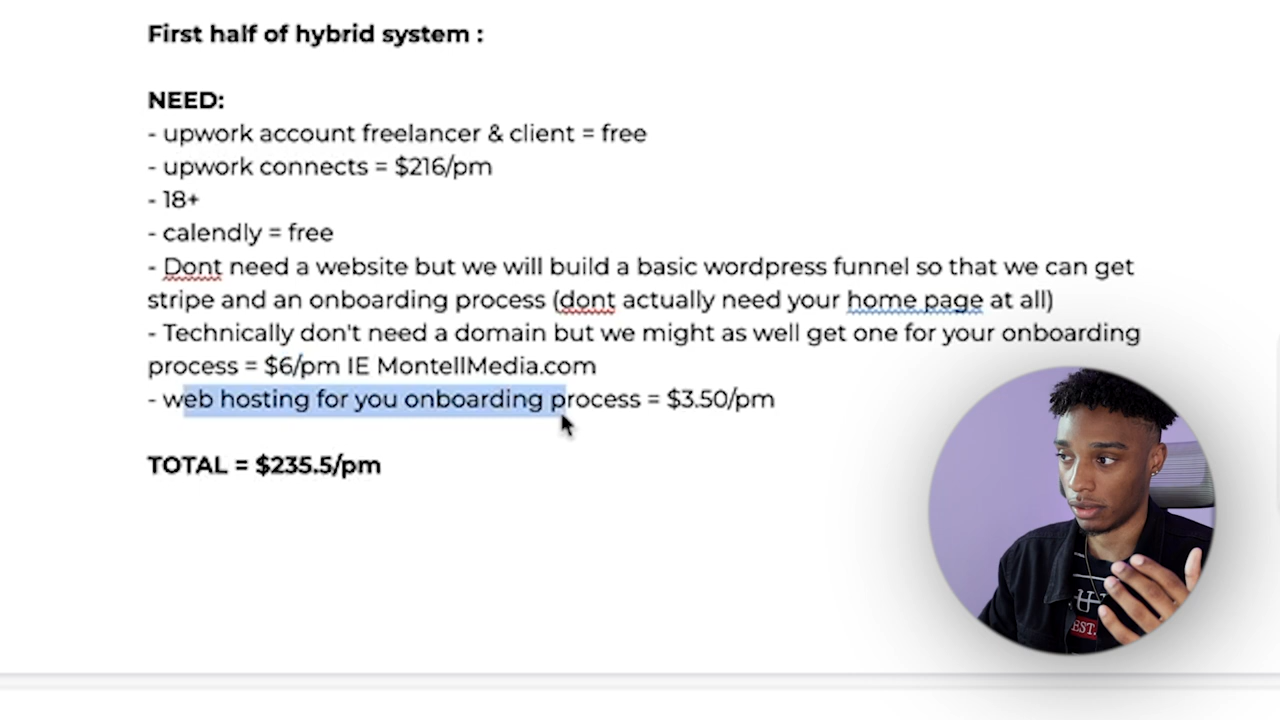 First half of hybrid system :
NEED:
- upwork account freelancer & client = free
- upwork connects = $216/pm
- 18+
- calendly = free
- Dont need a website but we will build a basic wordpress funnel so that we can get
stripe and an onboarding process (dont actually need your home page at all)
- Technically don't need a domain but we might as well get one for your onboarding
process = $6/pm IE MontellMedia.com
- web hosting for you onboarding process = $3.50/pm
TOTAL = $235.5/pm
EST.